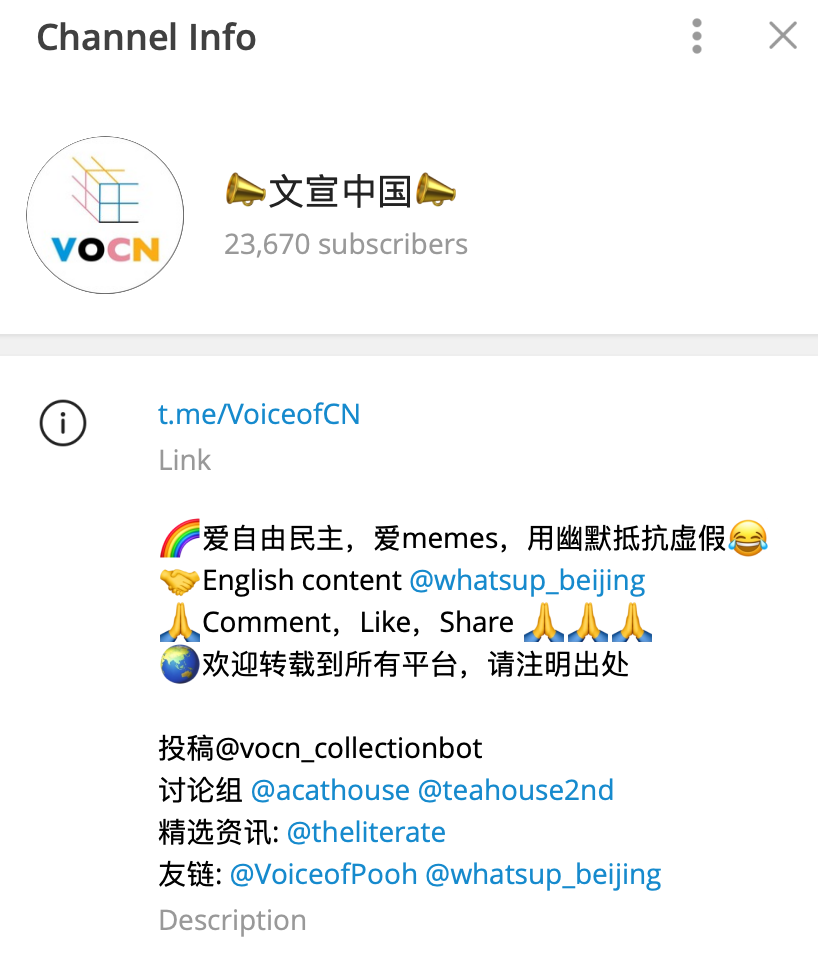 Channel Info
VOCN
📣文宣中国📣
23,670 subscribers
t.me/VoiceofCN
Link
🌈爱自由民主，爱memes，用幽默抵抗虚假😂
🤝English content @whatsup_beijing
🙏Comment，Like，Share 🙏🙏🙏
🌏欢迎转载到所有平台，请注明出处
投稿@vocn_collectionbot
讨论组 @acathouse @teahouse2nd
精选资讯: @theliterate
友链: @VoiceofPooh @whatsup_beijing
Description